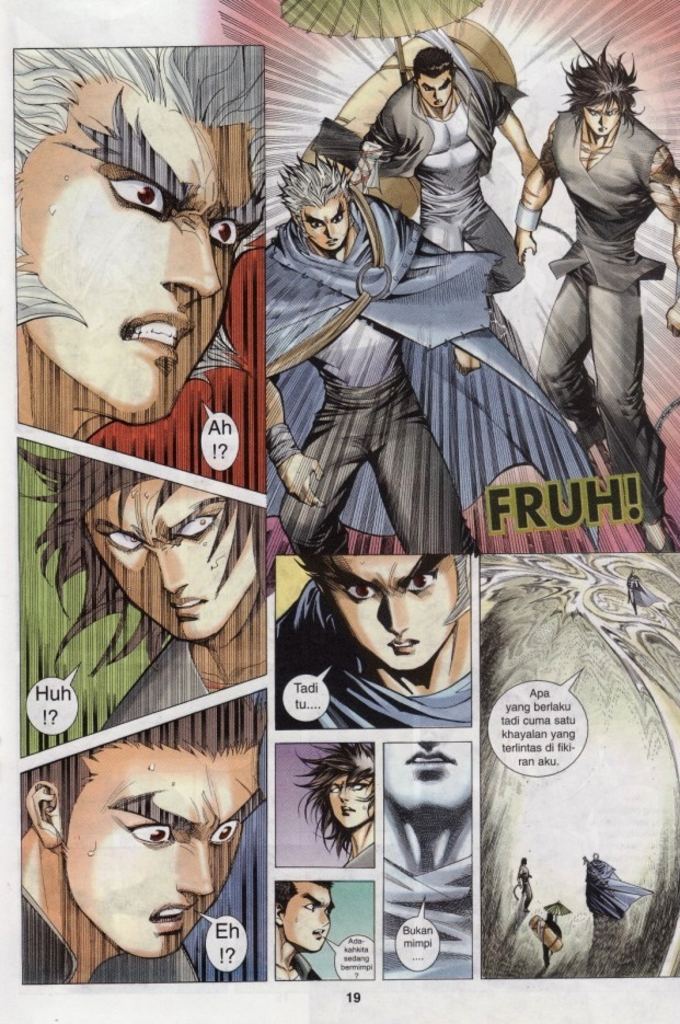 Ah
!?
FRUH!
Huh
!?
Eh
!?
Tadi
tu....
Ada-
kahkita
sedang
bermimpi
?
Bukan
mimpi
....
Apa
yang berlaku
tadi cuma satu
khayalan yang
terlintas di fiki-
ran aku.
19